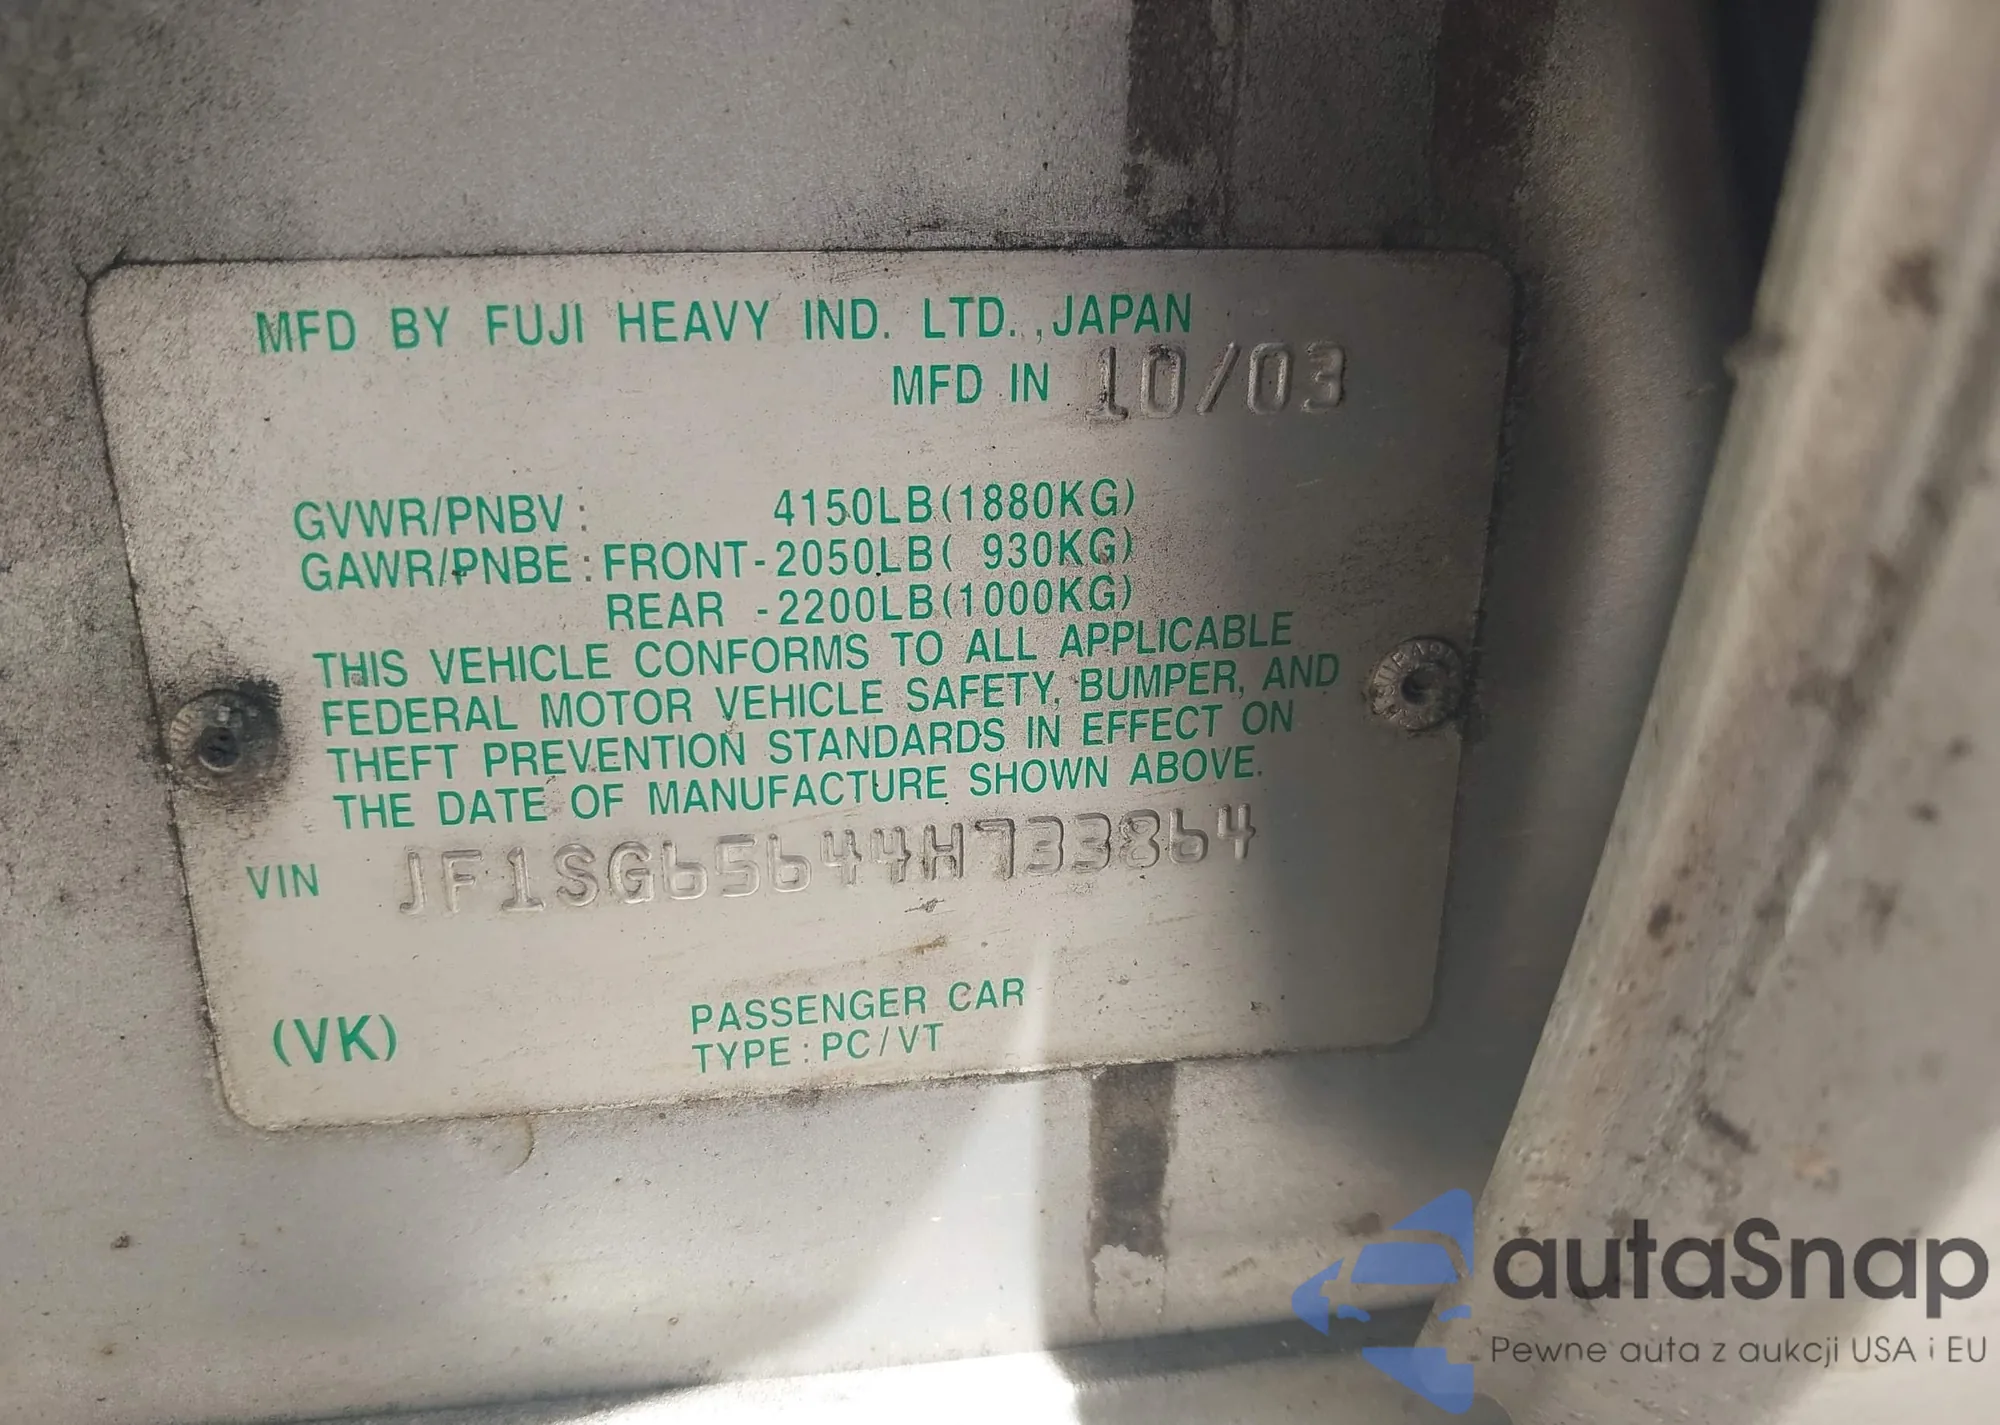 MFD BY FUJI HEAVY IND. LTD., JAPAN
MFD IN 10/03
GVWR/PNBV: 4150LB(1880KG)
GAWR/PNBE: FRONT-2050LB( 930KG)
REAR -2200LB(1000KG)
THIS VEHICLE CONFORMS TO ALL APPLICABLE
FEDERAL MOTOR VEHICLE SAFETY, BUMPER, AND
THEFT PREVENTION STANDARDS IN EFFECT ON
THE DATE OF MANUFACTURE SHOWN ABOVE.
VIN JF1SG65644H733864
(VK)
PASSENGER CAR
TYPE: PC/VT
autaSnap
Pewne auta z aukcji USA i EU